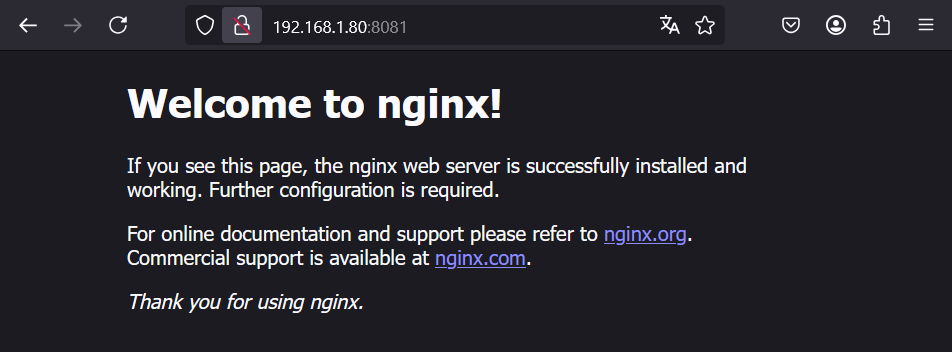 192.168.1.80:8081
Welcome to nginx!
If you see this page, the nginx web server is successfully installed and
working. Further configuration is required.
For online documentation and support please refer to nginx.org.
Commercial support is available at nginx.com.
Thank you for using nginx.